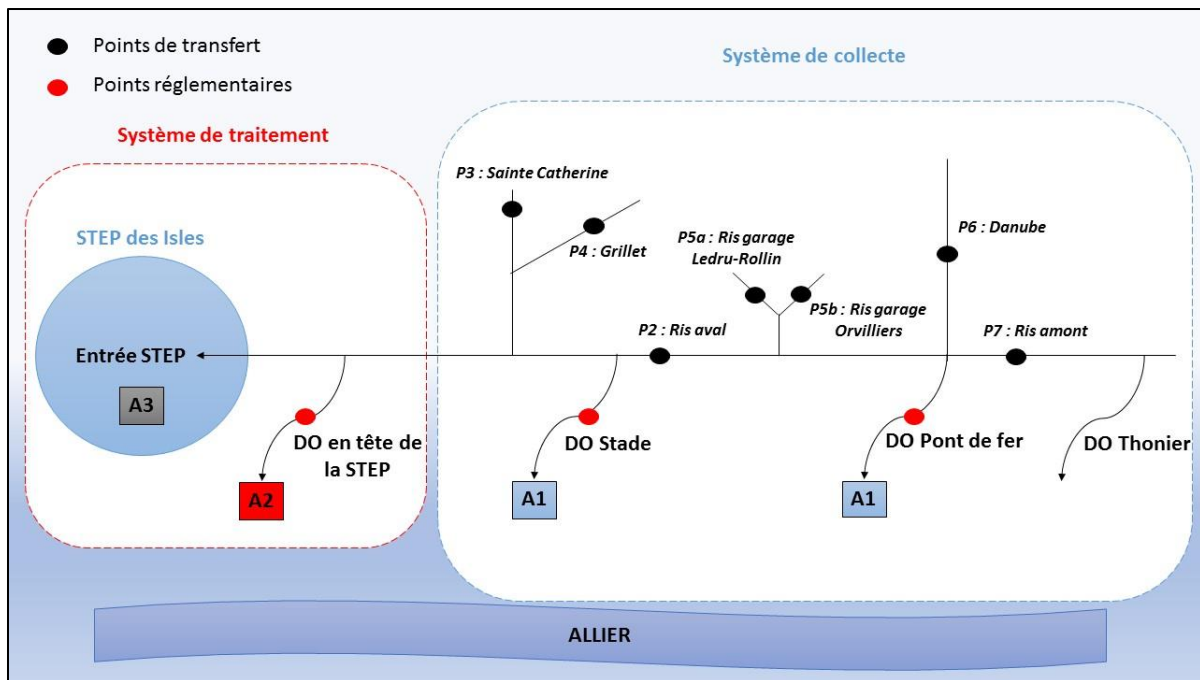 Points de transfert
Points réglementaires
Système de traitement
Système de collecte
STEP des Isles
Entrée STEP
A3
DO en tête de
la STEP
A2
P3 : Sainte Catherine
P4 : Grillet
P5a : Ris garage
Ledru-Rollin
P5b : Ris garage
Orvilliers
P6 : Danube
P2 : Ris aval
P7 : Ris amont
DO Stade
A1
DO Pont de fer
A1
DO Thonier
ALLIER